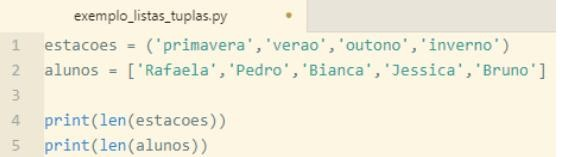 exemplo_listas_tuplas.py
1 estacoes = ('primavera','verao','outono','inverno')
2 alunos = ['Rafaela','Pedro','Bianca','Jessica','Bruno']
3
4 print(len(estacoes))
5 print(len(alunos))